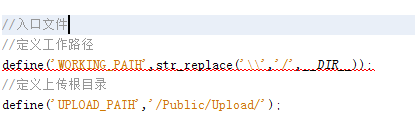 //入口文件
//定义工作路径
define('WORKING_PATH',str_replace('\\','/',__DIR__));
//定义上传根目录
define('UPLOAD_PATH','/Public/Upload/');